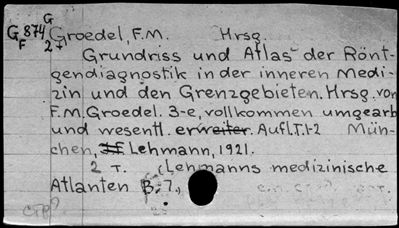 G
G 874 Groedel, F.M. Hrsg.
F 2+
Grundriss und Atlas der Rönt-
gendiagnostik in der inneren Medi-
zin und den Grenzgebieten. Hrsg. von
F.M. Groedel. 3-e, vollkommen umgearb
und wesentl. erweiter. Aufl. T.1-2 Mün-
chen, Lehmann, 1921.
2 T. (Lehmanns medizinische
Atlanten B. 7.,